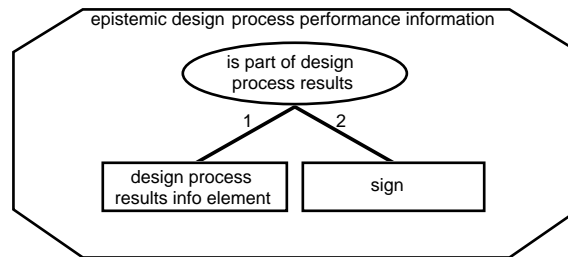 epistemic design process performance information
is part of design
process results
1
2
design process
results info element
sign